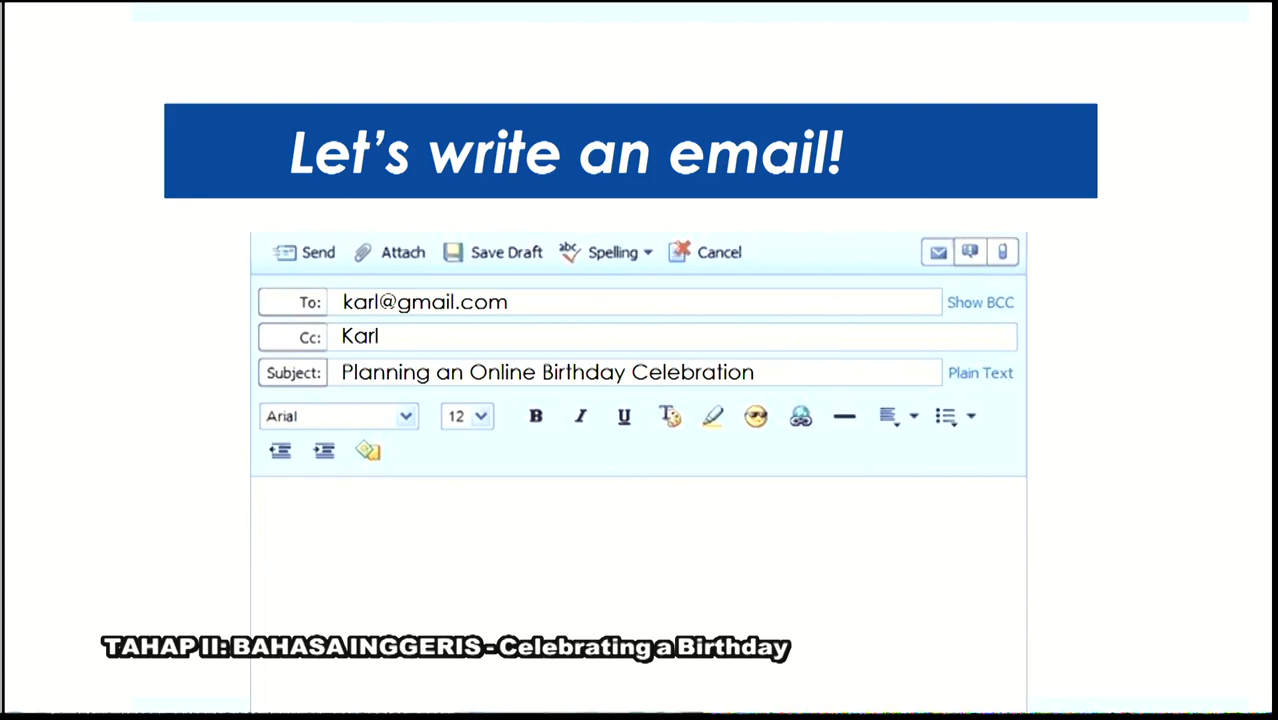 Let's write an email!
Send Attach Save Draft abc Spelling Cancel
To: karl@gmail.com Show BCC
Cc: Karl
Subject: Planning an Online Birthday Celebration Plain Text
Arial 12 B I U T
TAHAP II: BAHASA INGGERIS - Celebrating a Birthday